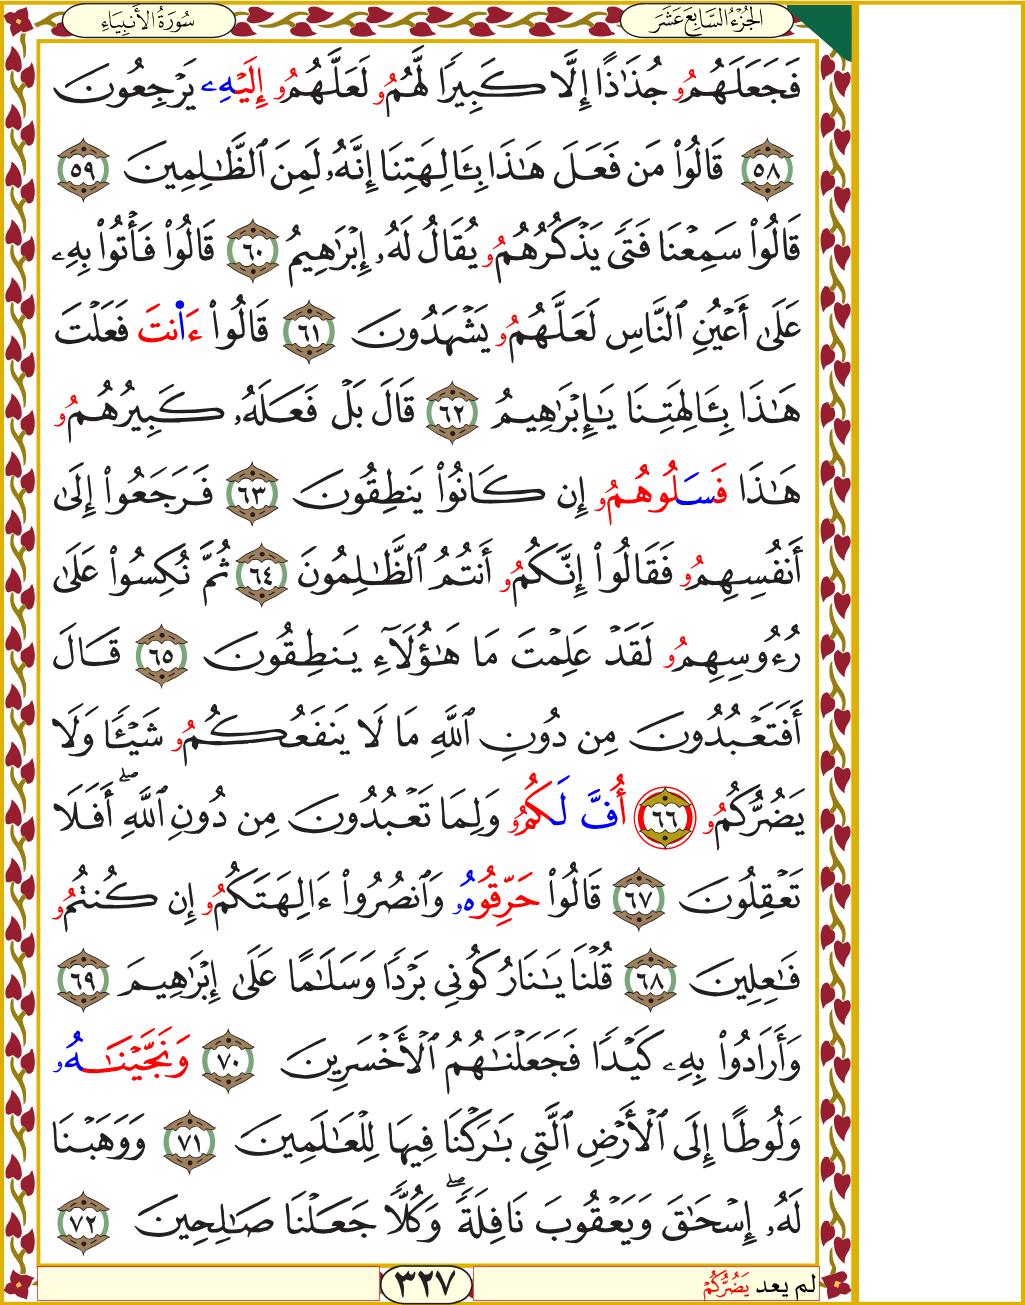 الجُزْءُ السَّابِعَ عَشَرَ
سُورَةُ الأَنبِيَاءِ
فَجَعَلَهُمُۥ جُذَٰذًا إِلَّا كَبِيرًا لَّهُمُۥ لَعَلَّهُمُۥ إِلَيْهِۦ يَرْجِعُونَ
٥٨ قَالُوا۟ مَن فَعَلَ هَٰذَا بِـَٔالِهَتِنَا إِنَّهُۥ لَمِنَ ٱلظَّٰلِمِينَ ٥٩
قَالُوا۟ سَمِعْنَا فَتًى يَذْكُرُهُمُۥ يُقَالُ لَهُۥ إِبْرَٰهِيمُ ٦٠ قَالُوا۟ فَأْتُوا۟ بِهِۦ
عَلَىٰ أَعْيُنِ ٱلنَّاسِ لَعَلَّهُمُۥ يَشْهَدُونَ ٦١ قَالُوا۟ ءَا۬نتَ فَعَلْتَ
هَٰذَا بِـَٔالِهَتِنَا يَٰإِبْرَٰهِيمُ ٦٢ قَالَ بَلْ فَعَلَهُۥ كَبِيرُهُمُۥ
هَٰذَا فَسَلُوهُمُۥ إِن كَانُوا۟ يَنطِقُونَ ٦٣ فَرَجَعُوا۟ إِلَىٰ
أَنفُسِهِمُۥ فَقَالُوا۟ إِنَّكُمُۥ أَنتُمُ ٱلظَّٰلِمُونَ ٦٤ ثُمَّ نُكِسُوا۟ عَلَىٰ
رُءُوسِهِمُۥ لَقَدْ عَلِمْتَ مَا هَٰؤُلَآءِ يَنطِقُونَ ٦٥ قَالَ
أَفَتَعْبُدُونَ مِن دُونِ ٱللَّهِ مَا لَا يَنفَعُكُمُۥ شَيْـًٔا وَلَا
يَضُرُّكُمُۥ ٦٦ أُفَّ لَكُمُۥ وَلِمَا تَعْبُدُونَ مِن دُونِ ٱللَّهِۖ أَفَلَا
تَعْقِلُونَ ٦٧ قَالُوا۟ حَرِّقُوهُۥ وَٱنصُرُوا۟ ءَالِهَتَكُمُۥ إِن كُنتُمُۥ
فَٰعِلِينَ ٦٨ قُلْنَا يَٰنَارُ كُونِى بَرْدًا وَسَلَٰمًا عَلَىٰ إِبْرَٰهِيمَ ٦٩
وَأَرَادُوا۟ بِهِۦ كَيْدًا فَجَعَلْنَٰهُمُ ٱلْأَخْسَرِينَ ٧٠ وَنَجَّيْنَٰهُۥ
وَلُوطًا إِلَى ٱلْأَرْضِ ٱلَّتِى بَٰرَكْنَا فِيهَا لِلْعَٰلَمِينَ ٧١ وَوَهَبْنَا
لَهُۥ إِسْحَٰقَ وَيَعْقُوبَ نَافِلَةًۖ وَكُلًّا جَعَلْنَا صَٰلِحِينَ ٧٢
لم يعد يَضُرُّكُمْ
٣٢٧